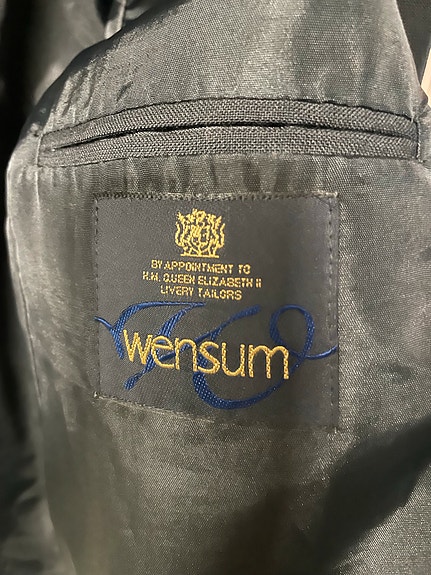 BY APPOINTMENT TO
H.M. QUEEN ELIZABETH II
LIVERY TAILORS
wensum